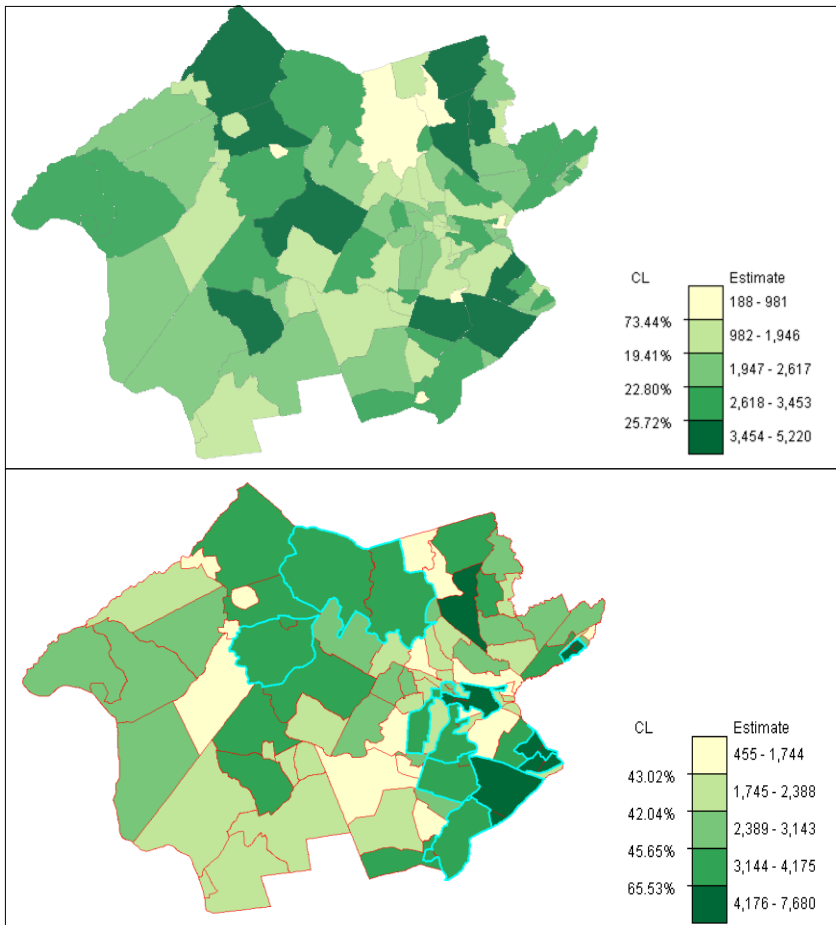 CL Estimate
188 - 981
73.44%
982 - 1,946
19.41%
1,947 - 2,617
22.80%
2,618 - 3,453
25.72%
3,454 - 5,220
CL Estimate
455 - 1,744
43.02%
1,745 - 2,388
42.04%
2,389 - 3,143
45.65%
3,144 - 4,175
65.53%
4,176 - 7,680